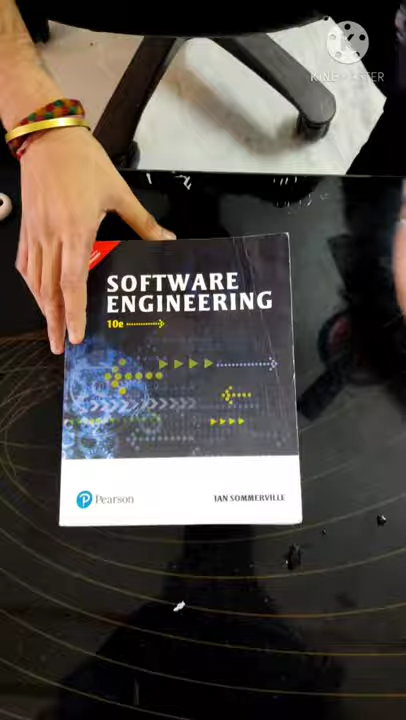 KINEMASTER
SOFTWARE
ENGINEERING
10e
Pearson
IAN SOMMERVILLE